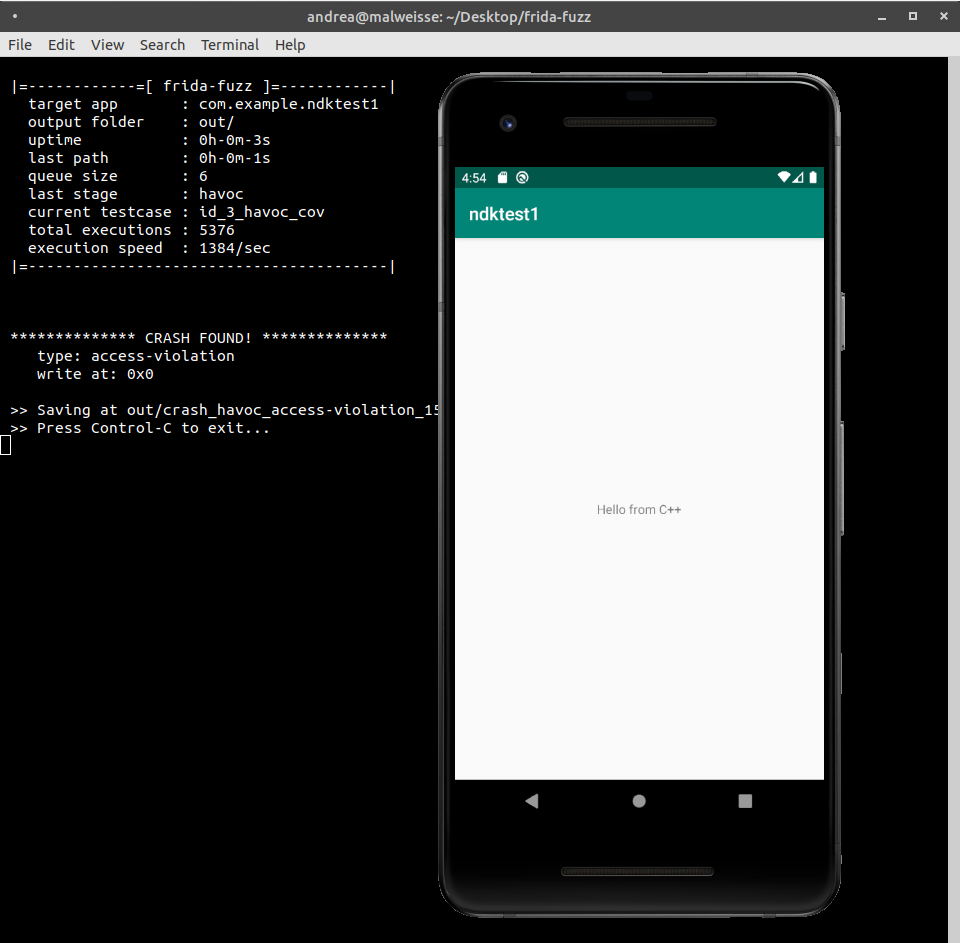 andrea@malweisse: ~/Desktop/frida-fuzz
File Edit View Search Terminal Help
|=------------=[ frida-fuzz ]=------------|
target app : com.example.ndktest1
output folder : out/
uptime : 0h-0m-3s
last path : 0h-0m-1s
queue size : 6
last stage : havoc
current testcase : id_3_havoc_cov
total executions : 5376
execution speed : 1384/sec
|=----------------------------------------|
************** CRASH FOUND! **************
type: access-violation
write at: 0x0
>> Saving at out/crash_havoc_access-violation_15
>> Press Control-C to exit...
4:54
ndktest1
Hello from C++